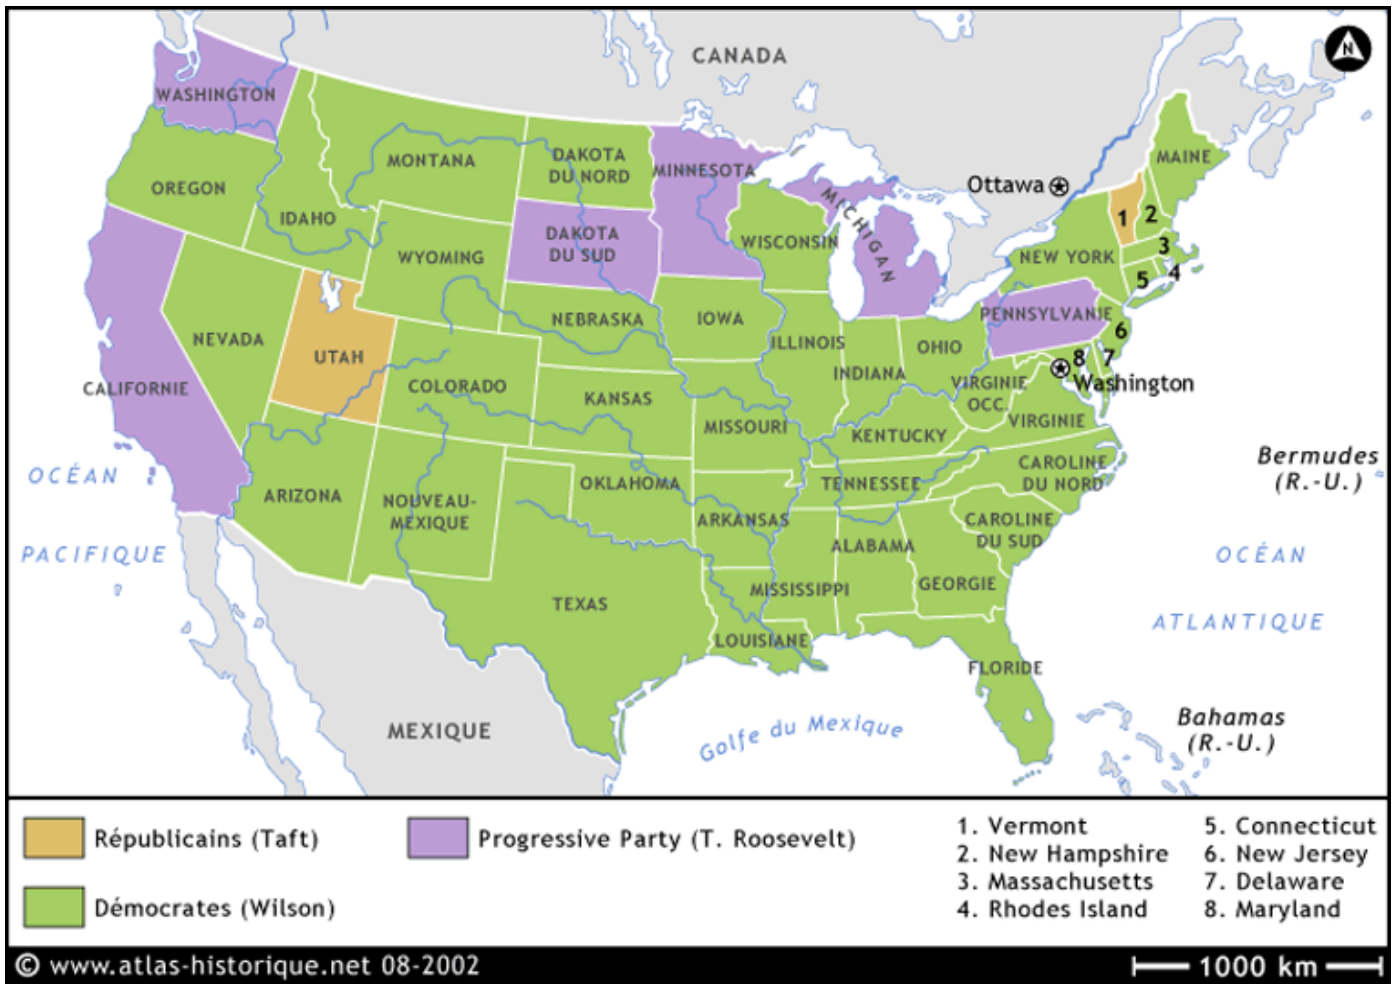 CANADA
N
WASHINGTON
MONTANA
DAKOTA
DU NORD
MINNESOTA
MAINE
OREGON
IDAHO
Ottawa
MICHIGAN
1
2
WYOMING
DAKOTA
DU SUD
WISCONSIN
NEW YORK
3
4
5
NEVADA
NEBRASKA
IOWA
PENNSYLVANIE
6
UTAH
ILLINOIS
INDIANA
OHIO
8
7
CALIFORNIE
COLORADO
KANSAS
VIRGINIE
OCC.
Washington
MISSOURI
KENTUCKY
VIRGINIE
OCÉAN
PACIFIQUE
ARIZONA
NOUVEAU-
MEXIQUE
OKLAHOMA
TENNESSEE
CAROLINE
DU NORD
Bermudes
(R.-U.)
ARKANSAS
CAROLINE
DU SUD
ALABAMA
OCÉAN
ATLANTIQUE
TEXAS
MISSISSIPPI
GEORGIE
LOUISIANE
FLORIDE
MEXIQUE
Golfe du Mexique
Bahamas
(R.-U.)
Républicains (Taft)
Progressive Party (T. Roosevelt)
Démocrates (Wilson)
1. Vermont
2. New Hampshire
3. Massachusetts
4. Rhodes Island
5. Connecticut
6. New Jersey
7. Delaware
8. Maryland
© www.atlas-historique.net 08-2002
1000 km